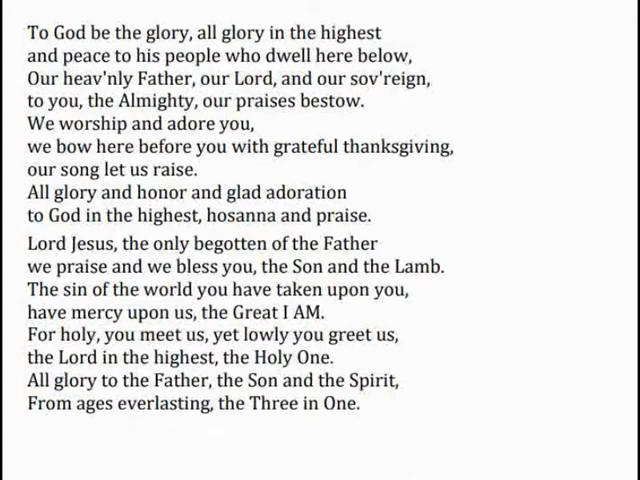 To God be the glory, all glory in the highest
and peace to his people who dwell here below,
Our heav'nly Father, our Lord, and our sov'reign,
to you, the Almighty, our praises bestow.
We worship and adore you,
we bow here before you with grateful thanksgiving,
our song let us raise.
All glory and honor and glad adoration
to God in the highest, hosanna and praise.
Lord Jesus, the only begotten of the Father
we praise and we bless you, the Son and the Lamb.
The sin of the world you have taken upon you,
have mercy upon us, the Great I AM.
For holy, you meet us, yet lowly you greet us,
the Lord in the highest, the Holy One.
All glory to the Father, the Son and the Spirit,
From ages everlasting, the Three in One.